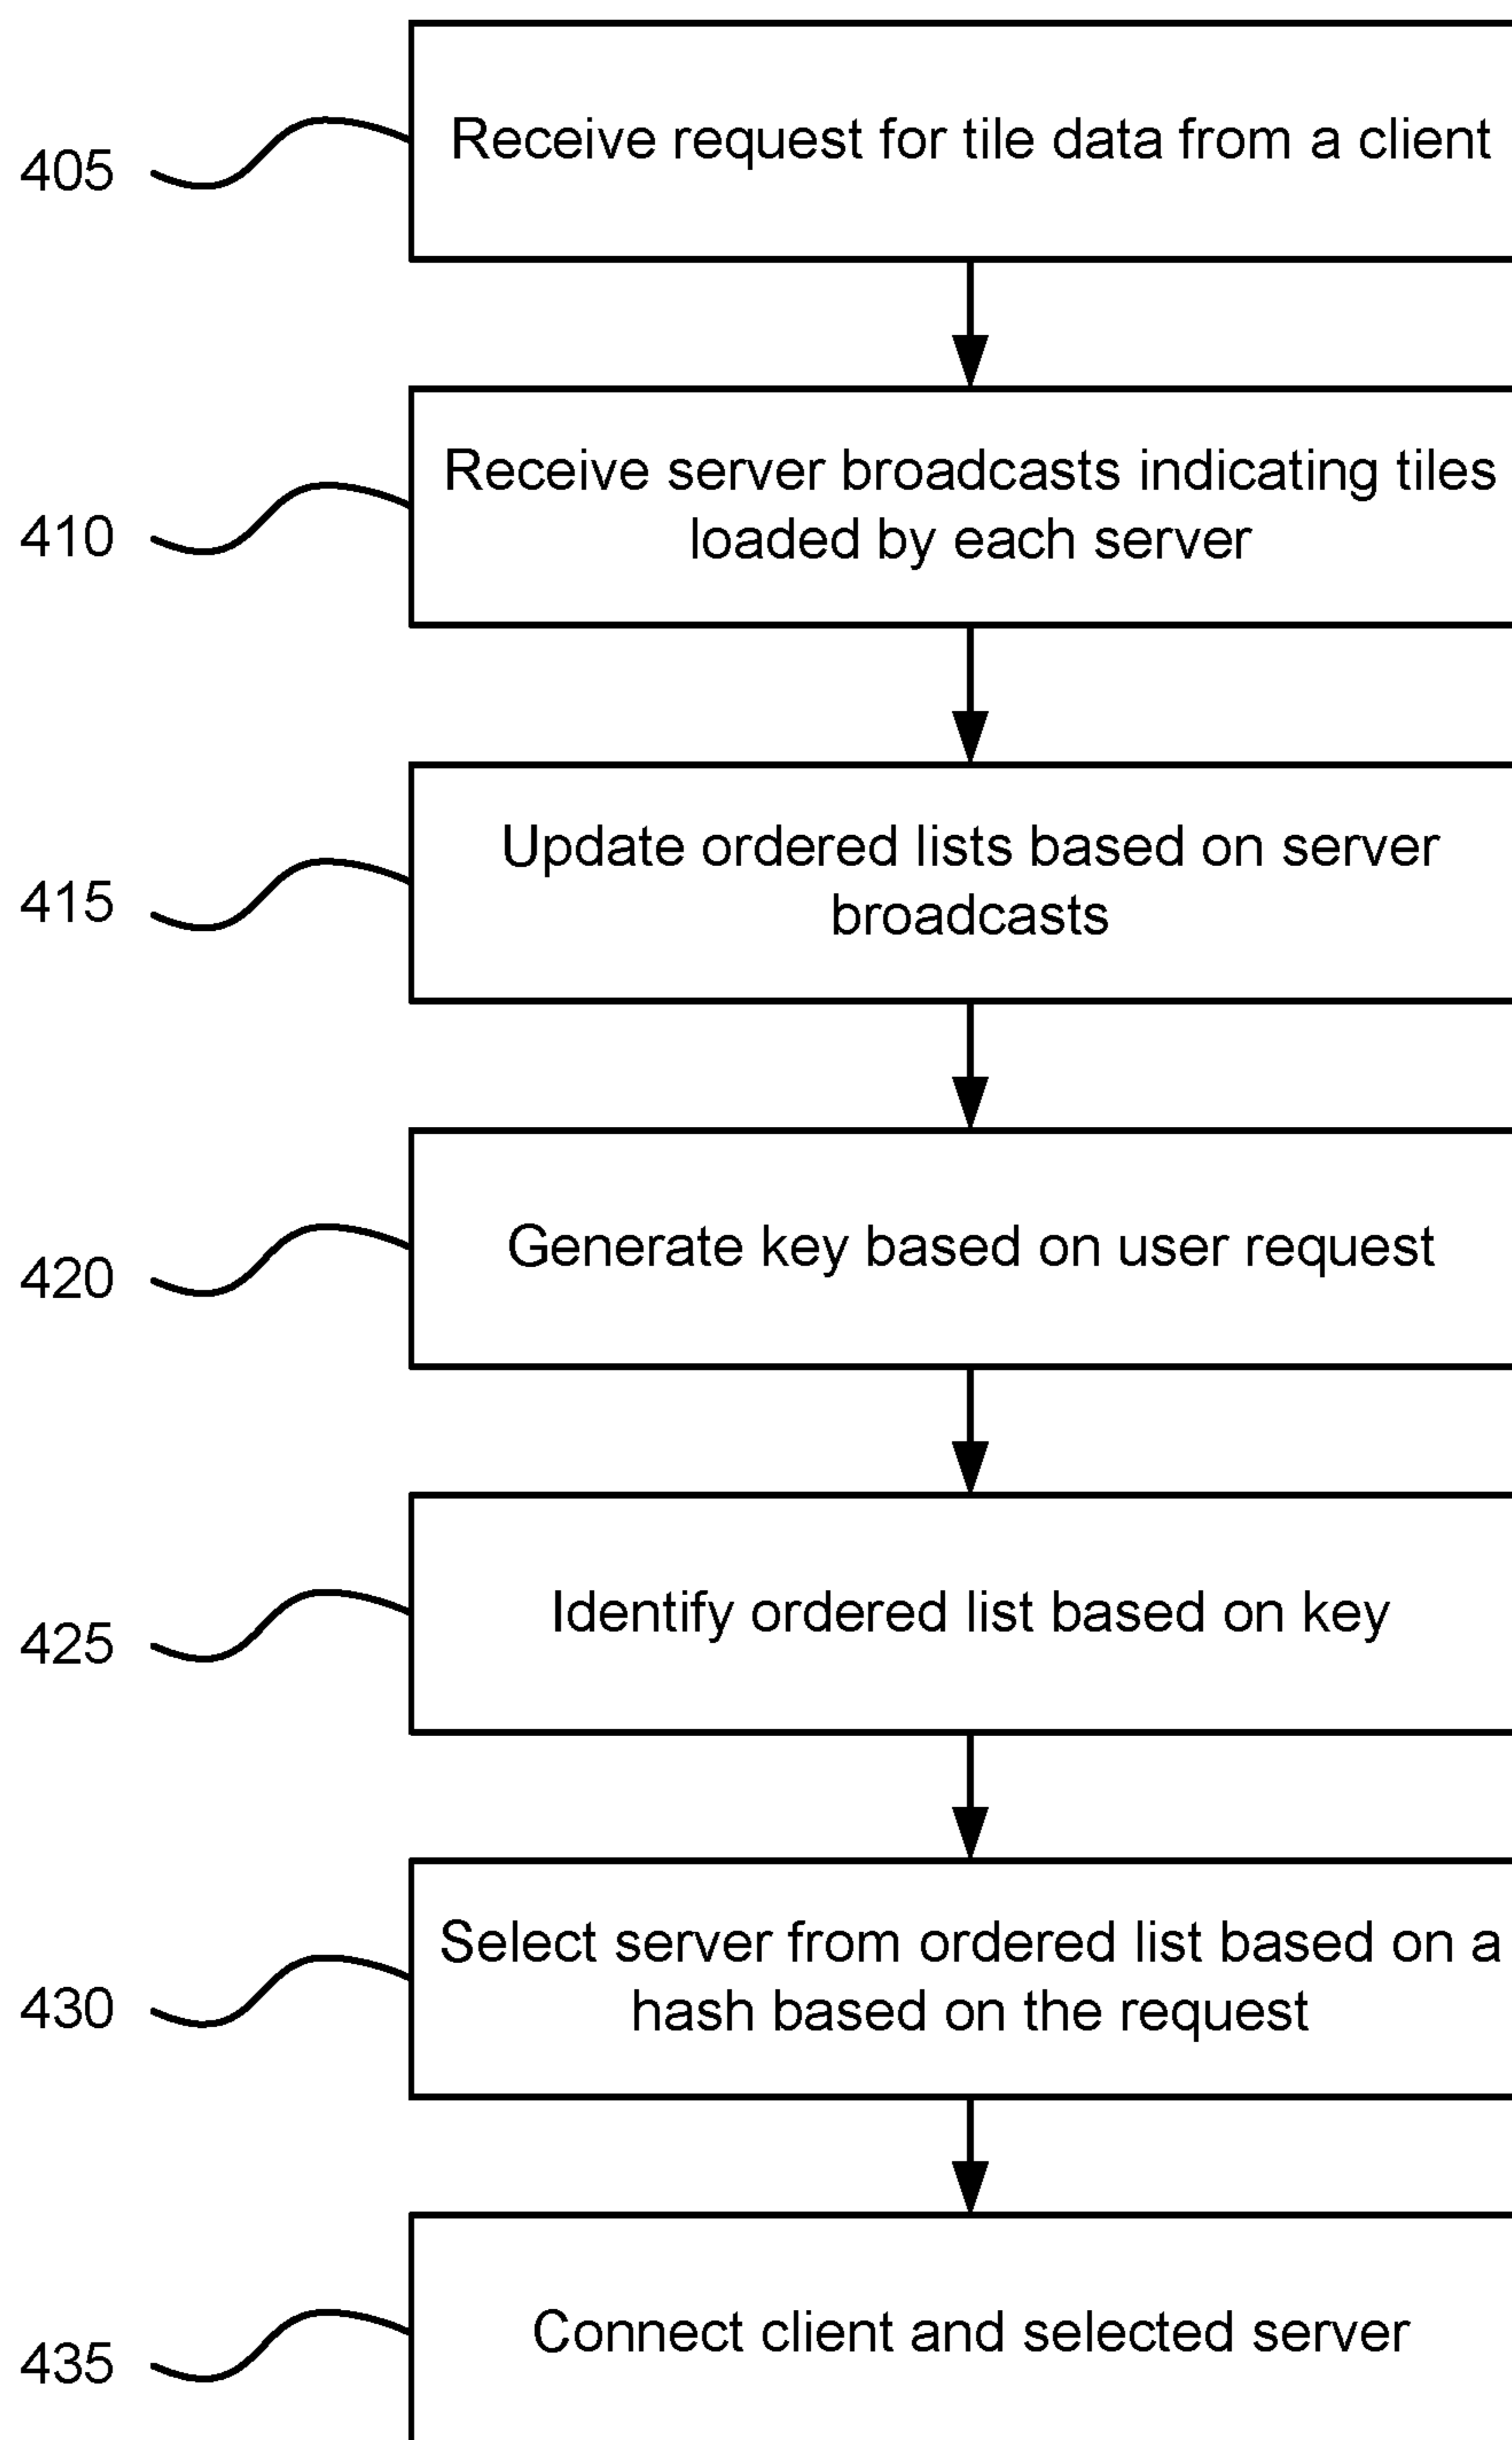 405
Receive request for tile data from a client
410
Receive server broadcasts indicating tiles
loaded by each server
415
Update ordered lists based on server
broadcasts
420
Generate key based on user request
425
Identify ordered list based on key
430
Select server from ordered list based on a
hash based on the request
435
Connect client and selected server